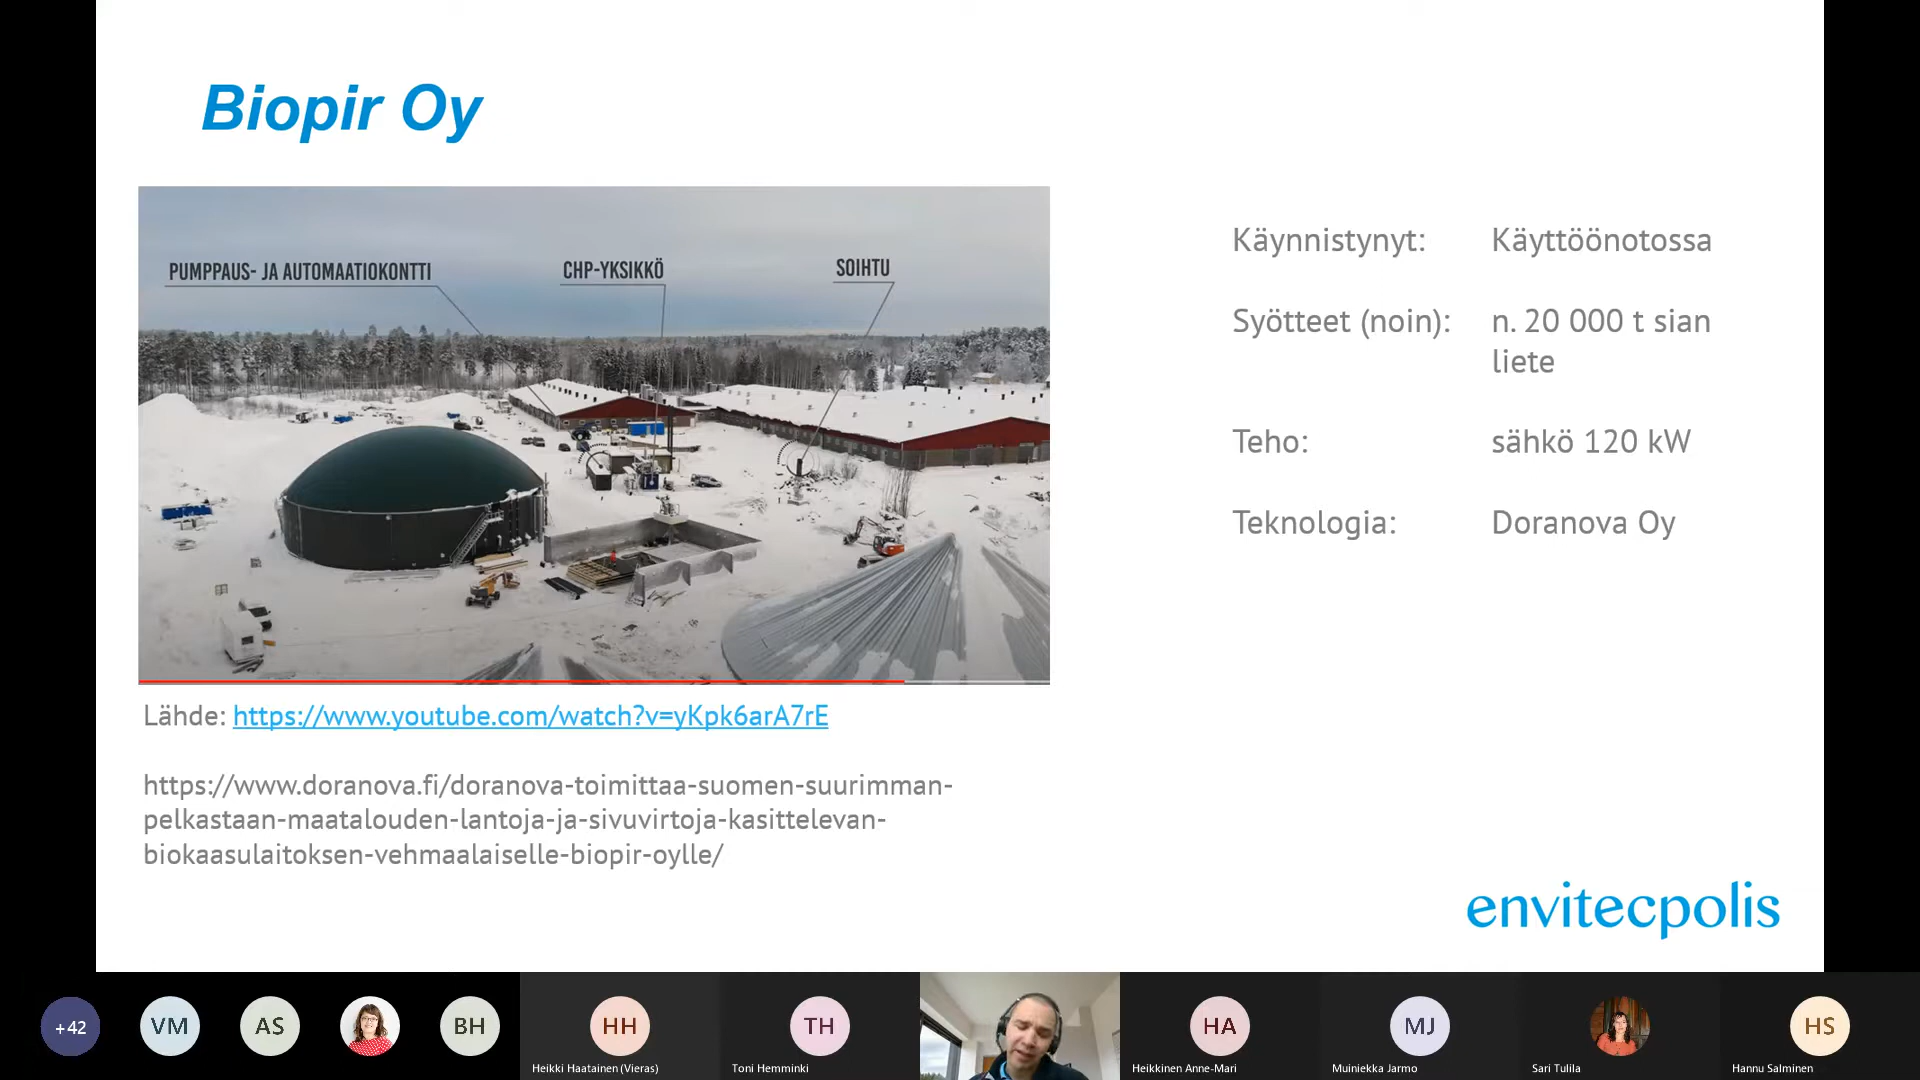 Biopir Oy
PUMPPAUS- JA AUTOMAATIOKONTTI
CHP-YKSIKKÖ
SOIHTU
Käynnistynyt: Käyttöönotossa
Syötteet (noin): n. 20 000 t sian
liete
Teho: sähkö 120 kW
Teknologia: Doranova Oy
Lähde: https://www.youtube.com/watch?v=yKpk6arA7rE
https://www.doranova.fi/doranova-toimittaa-suomen-suurimman-
pelkastaan-maatalouden-lantoja-ja-sivuvirtoja-kasittelevan-
biokaasulaitoksen-vehmaalaiselle-biopir-oylle/
envitecpolis
+42
VM
AS
BH
HH
Heikki Haatainen (Vieras)
TH
Toni Hemminki
HA
Heikkinen Anne-Mari
MJ
Muiniekka Jarmo
Sari Tulila
HS
Hannu Salminen